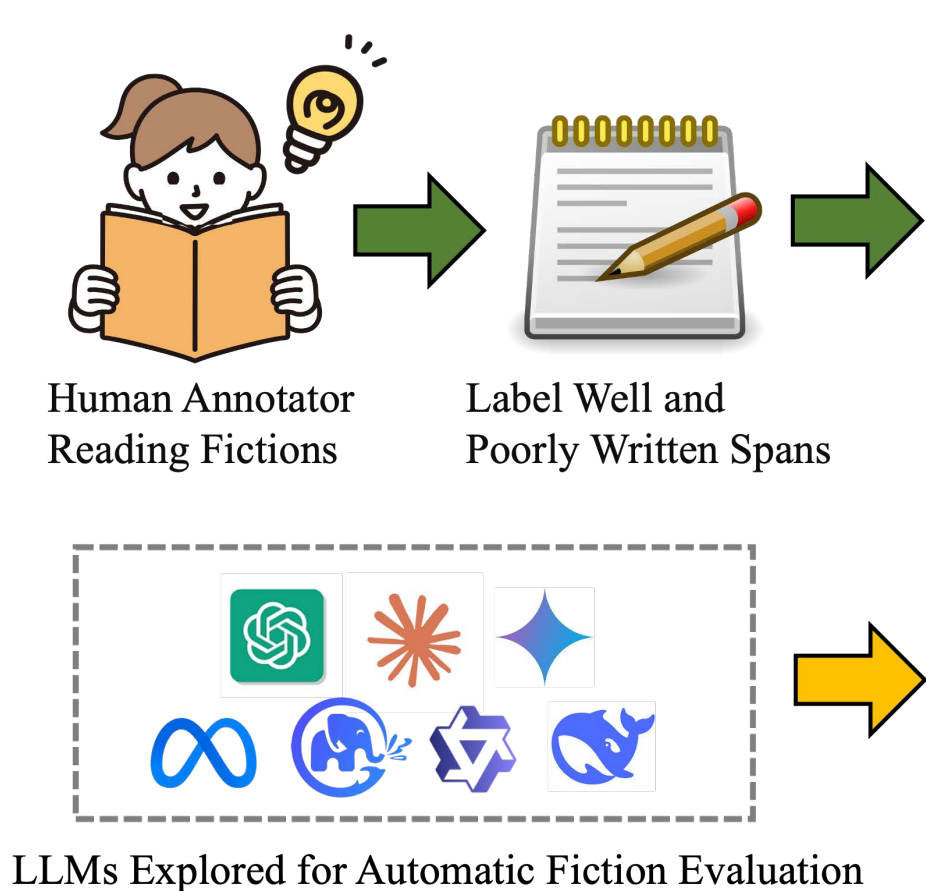 Human Annotator
Reading Fictions
Label Well and
Poorly Written Spans
LLMs Explored for Automatic Fiction Evaluation